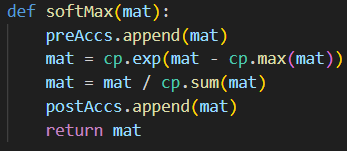 def softMax(mat):
    preAccs.append(mat)
    mat = cp.exp(mat - cp.max(mat))
    mat = mat / cp.sum(mat)
    postAccs.append(mat)
    return mat